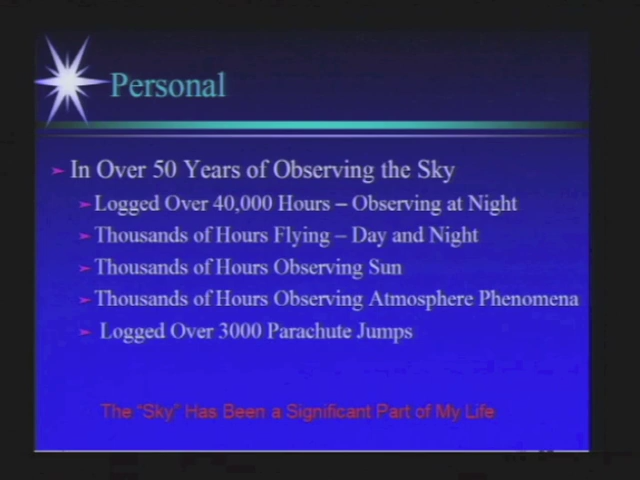 Personal
➢ In Over 50 Years of Observing the Sky
➢ Logged Over 40,000 Hours – Observing at Night
➢ Thousands of Hours Flying – Day and Night
➢ Thousands of Hours Observing Sun
➢ Thousands of Hours Observing Atmosphere Phenomena
➢ Logged Over 3000 Parachute Jumps
The "Sky" Has Been a Significant Part of My Life